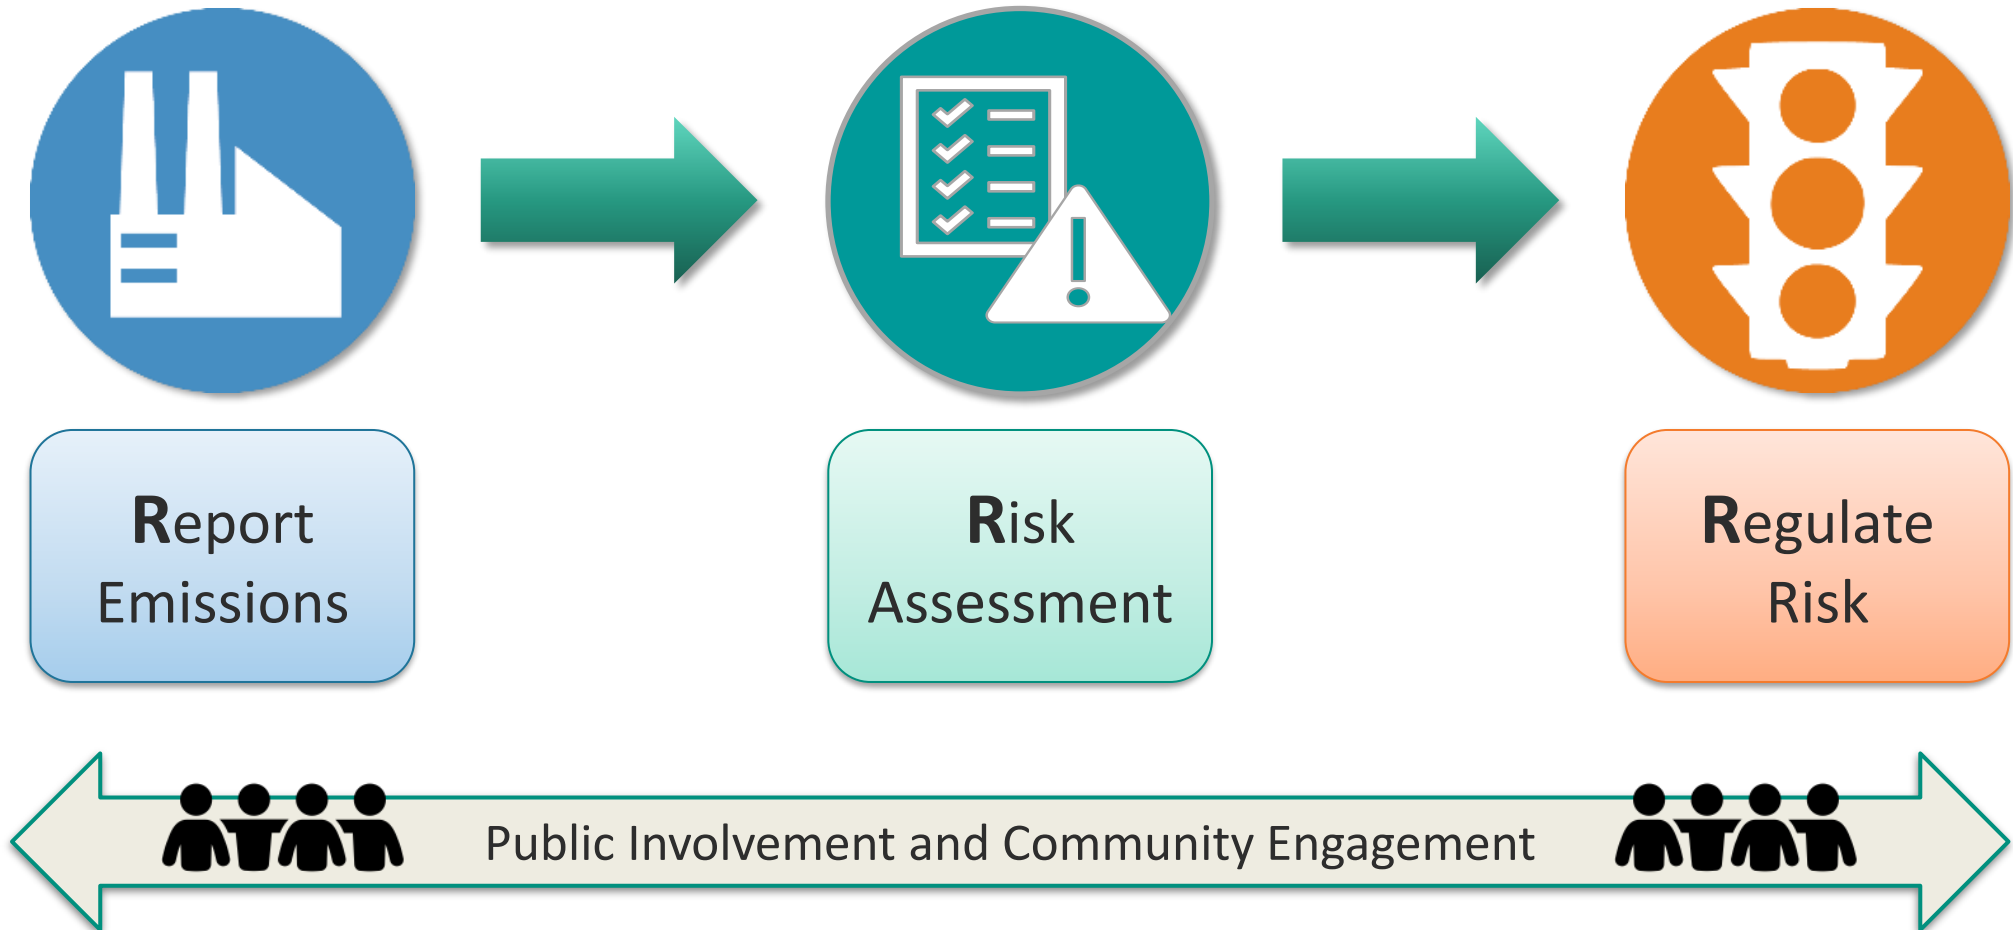 Report
Emissions
Risk
Assessment
Regulate
Risk
Public Involvement and Community Engagement